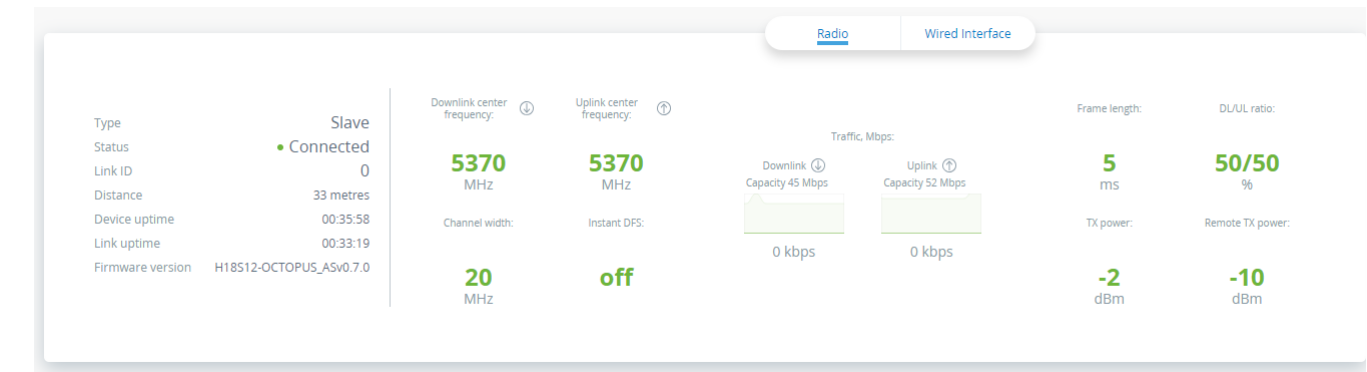 Radio
Wired Interface
Type Slave
Status Connected
Link ID 0
Distance 33 metres
Device uptime 00:35:58
Link uptime 00:33:19
Firmware version H18S12-OCTOPUS_ASv0.7.0
Downlink center
frequency:
5370
MHz
Uplink center
frequency:
5370
MHz
Channel width:
20
MHz
Instant DFS:
off
Traffic, Mbps:
Downlink
Capacity 45 Mbps
0 kbps
Uplink
Capacity 52 Mbps
0 kbps
Frame length:
5
ms
DL/UL ratio:
50/50
%
TX power:
-2
dBm
Remote TX power:
-10
dBm